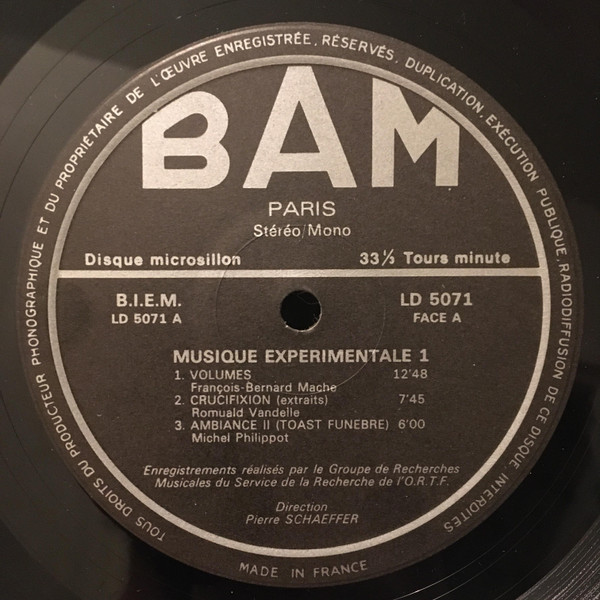 TOUS DROITS DU PRODUCTEUR PHONOGRAPHIQUE ET DU PROPRIÉTAIRE DE L'ŒUVRE ENREGISTRÉE, RÉSERVÉS, DUPLICATION, EXÉCUTION PUBLIQUE, RADIODIFFUSION DE CE DISQUE, INTERDITES
BAM
PARIS
Stéréo/Mono
Disque microsillon 33⅓ Tours minute
B.I.E.M. LD 5071
LD 5071 A FACE A
MUSIQUE EXPERIMENTALE 1
1. VOLUMES 12'48
François-Bernard Mache
2. CRUCIFIXION (extraits) 7'45
Romuald Vandelle
3. AMBIANCE II (TOAST FUNEBRE) 6'00
Michel Philippot
Enregistrements réalisés par le Groupe de Recherches
Musicales du Service de la Recherche de l'O.R.T.F.
Direction
Pierre SCHAEFFER
MADE IN FRANCE